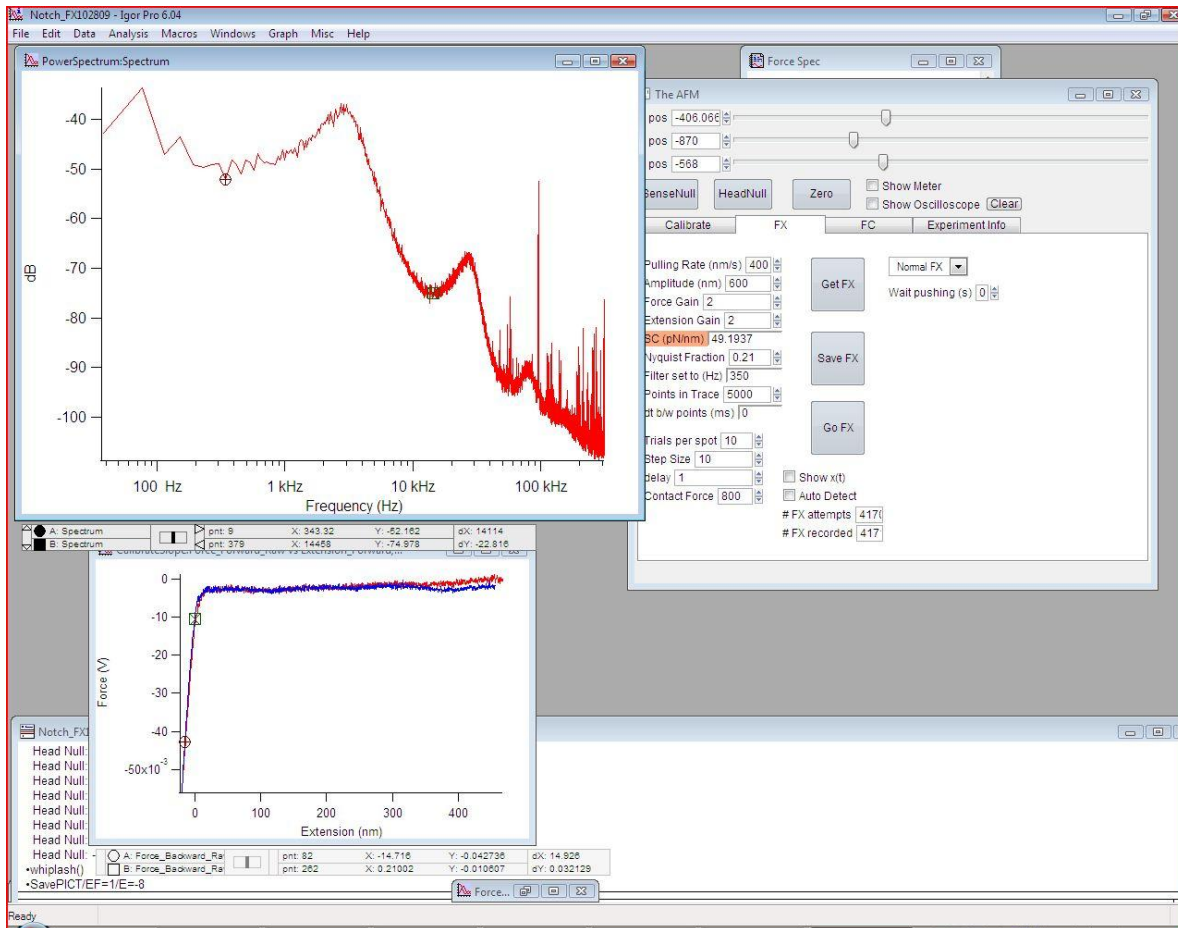 Notch_FX102809 - Igor Pro 6.04
File Edit Data Analysis Macros Windows Graph Misc Help
PowerSpectrum:Spectrum
-40
-50
-60
-70
-80
-90
-100
dB
100 Hz 1 kHz 10 kHz 100 kHz
Frequency (Hz)
A: Spectrum pnt: 9 X: 343.32 Y: -52.162 dX: 14114
B: Spectrum pnt: 379 X: 14458 Y: -74.978 dY: -22.816
Force Spec
The AFM
pos -406.066
pos -870
pos -568
SenseNull HeadNull Zero
Show Meter
Show Oscilloscope Clear
Calibrate FX FC Experiment Info
Pulling Rate (nm/s) 400
Amplitude (nm) 600
Force Gain 2
Extension Gain 2
SC (pN/nm) 49.1937
Nyquist Fraction 0.21
Filter set to (Hz) 350
Points in Trace 5000
dt b/w points (ms) 0
Trials per spot 10
Step Size 10
delay 1
Contact Force 800
Get FX
Save FX
Go FX
Normal FX
Wait pushing (s) 0
Show x(t)
Auto Detect
# FX attempts 417
# FX recorded 417
0
-10
-20
-30
-40
-50x10-3
Force (V)
0 100 200 300 400
Extension (nm)
A: Force_Backward_Ra pnt: 82 X: -14.716 Y: -0.042736 dX: 14.926
B: Force_Backward_Ra pnt: 262 X: 0.21002 Y: -0.010607 dY: 0.032129
Notch_FX1
Head Null:
Head Null:
Head Null:
Head Null:
Head Null:
Head Null:
Head Null:
Head Null: -
•whiplash()
•SavePICT/EF=1/E=-8
Force...
Ready